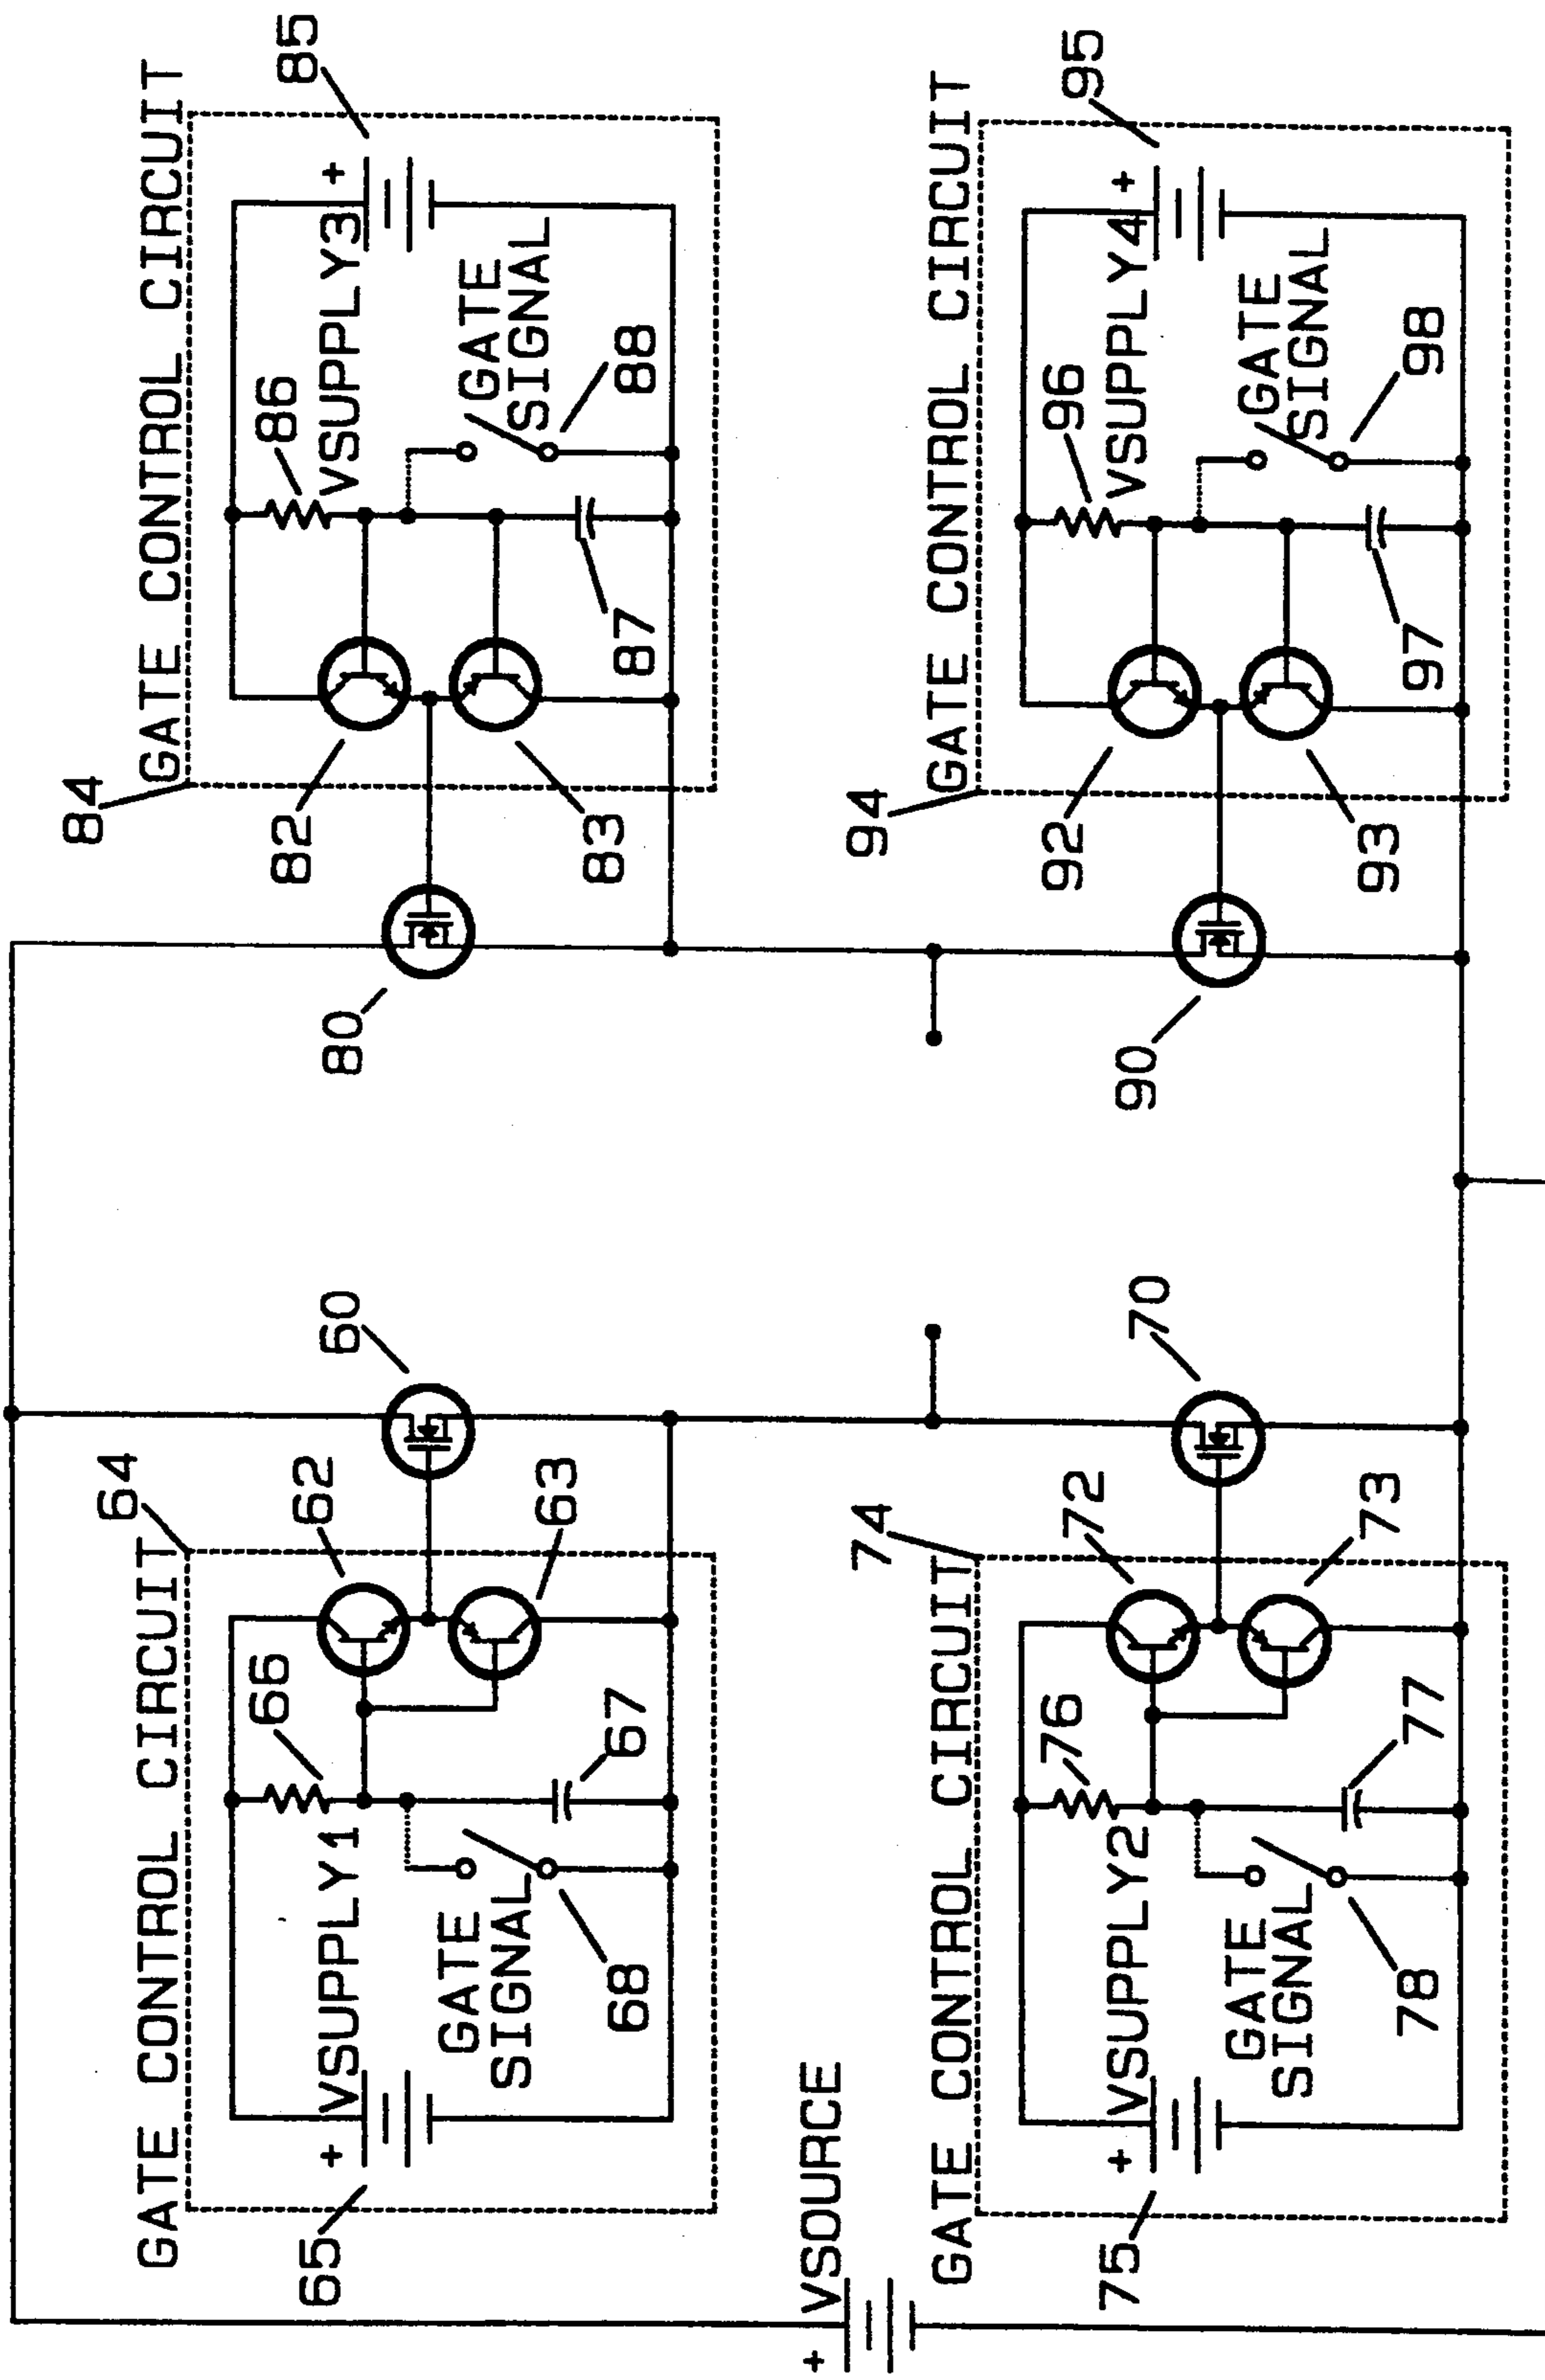 GATE CONTROL CIRCUIT
64
65
+
VSUPPLY1
66
62
63
60
GATE
SIGNAL
68
67
84
GATE CONTROL CIRCUIT
85
80
82
83
86
VSUPPLY3
+
GATE
SIGNAL
87
88
+
VSOURCE
GATE CONTROL CIRCUIT
74
75
+
VSUPPLY2
76
72
73
70
GATE
SIGNAL
78
77
94
GATE CONTROL CIRCUIT
95
90
92
93
96
VSUPPLY4
+
GATE
SIGNAL
97
98